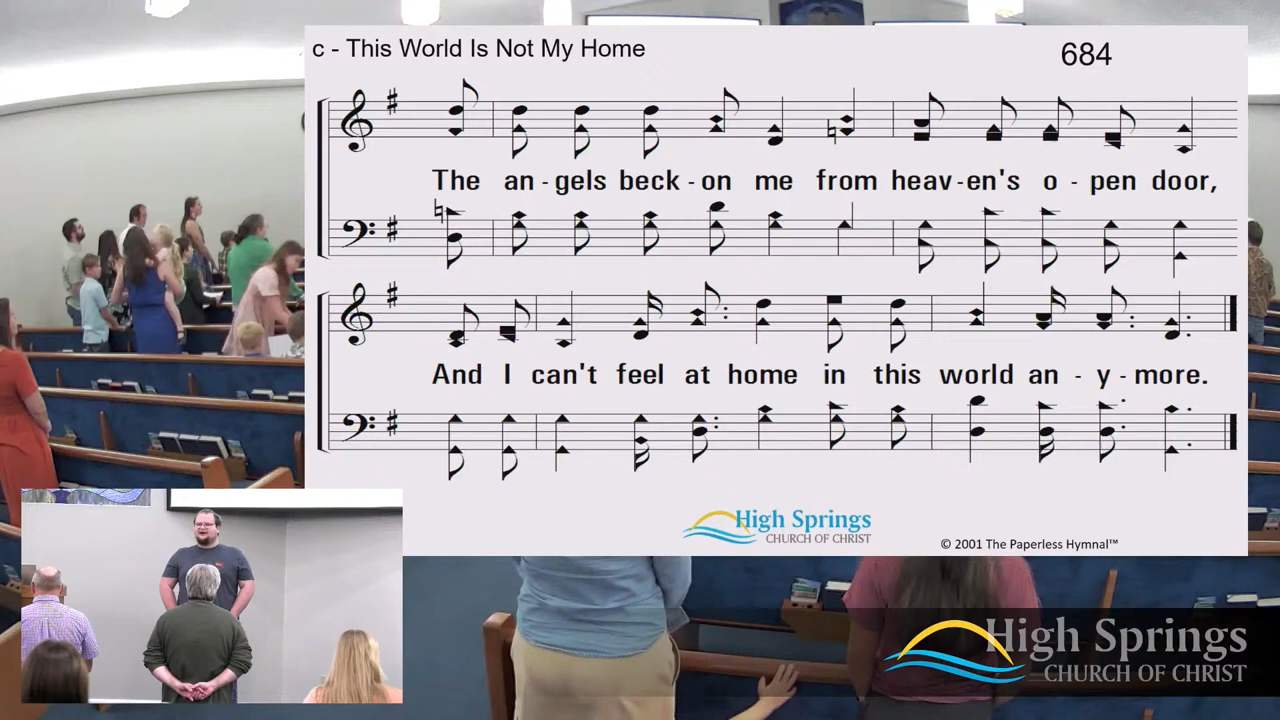 c - This World Is Not My Home
684
The an - gels beck - on me from heav - en's o - pen door,
And I can't feel at home in this world an - y - more.
High Springs
CHURCH OF CHRIST
© 2001 The Paperless Hymnal™
High Springs
CHURCH OF CHRIST